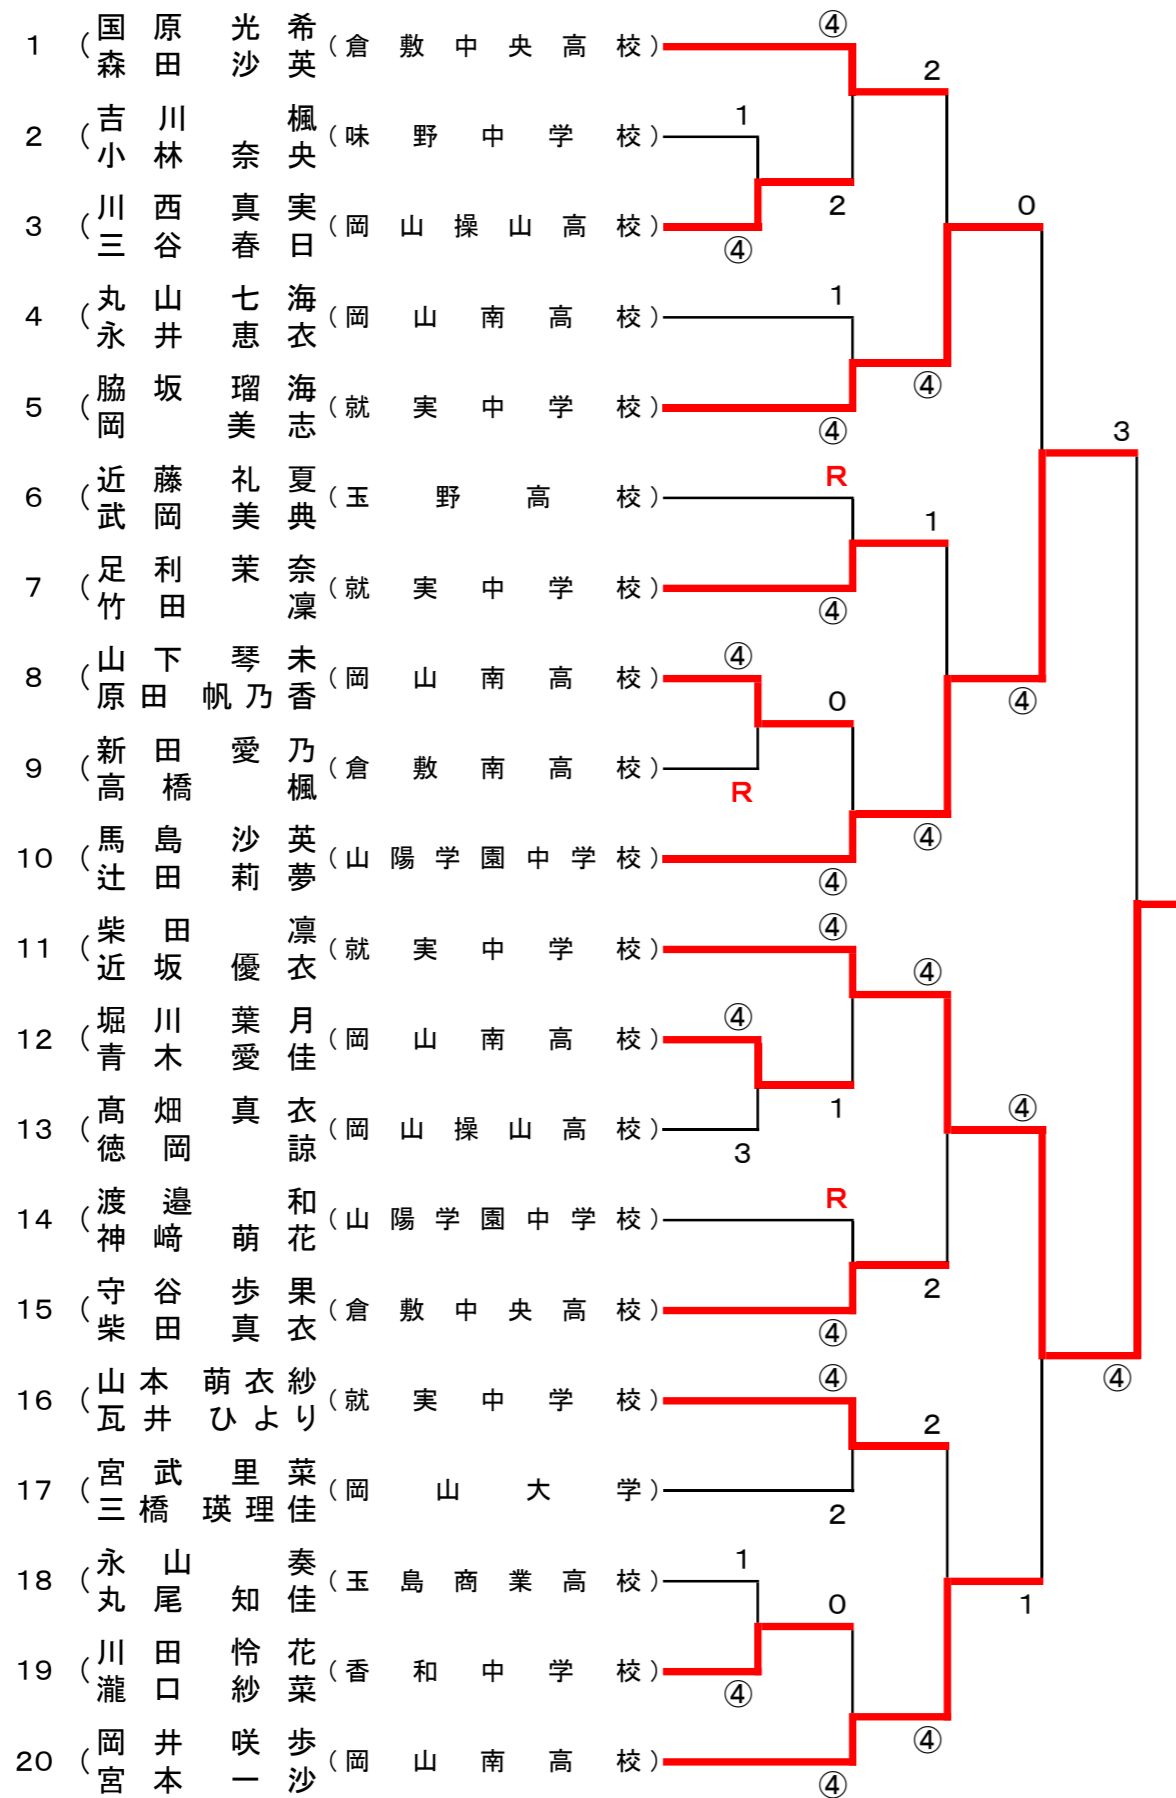 ④
国原 光希
1 ( (倉敷中央高校)
森田 沙英
2
吉川 楓
1
2 ( (味野中学校)
小林 奈央
川西 真実
2
0
3 ( (岡山操山高校)
三谷 春日
④
丸山 七海
1
4 ( (岡山南高校)
永井 恵衣
④
脇坂 瑠海
5 ( (就実中学校)
岡 美志
④
3
近藤 礼夏
R
6 ( (玉野高校)
武岡 美典
1
足利 茉奈
7 ( (就実中学校)
竹田 凜
④
山下 琴未
④
8 ( (岡山南高校)
原田 帆乃香
0
④
新田 愛乃
9 ( (倉敷南高校)
高橋 楓
R
馬島 沙英
④
10 ( (山陽学園中学校)
辻田 莉夢
④
柴田 凛
④
11 ( (就実中学校)
近坂 優衣
④
堀川 葉月
④
12 ( (岡山南高校)
青木 愛佳
髙畑 真衣
1
④
13 ( (岡山操山高校)
徳岡 諒
3
渡邉 和
R
14 ( (山陽学園中学校)
神﨑 萌花
2
守谷 歩果
15 ( (倉敷中央高校)
柴田 真衣
④
山本 萌衣紗
④
④
16 ( (就実中学校)
瓦井 ひより
2
宮武 里菜
17 ( (岡山大学)
三橋 瑛理佳
2
永山 奏
1
18 ( (玉島商業高校)
丸尾 知佳
0
1
川田 怜花
19 ( (香和中学校)
瀧口 紗菜
④
岡井 咲歩
④
20 ( (岡山南高校)
宮本 一沙
④